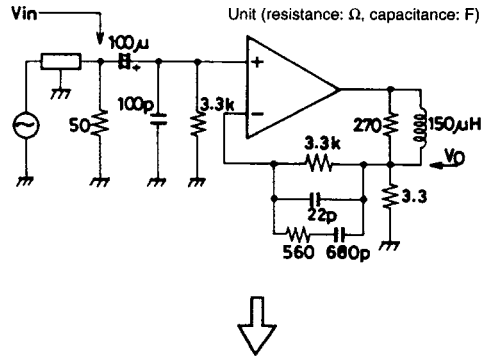 Unit (resistance: Ω, capacitance: F)
Vin
100μ
+
+
−
100p
3.3k
50
270
150μH
3.3k
VO
22p
3.3
560
680p